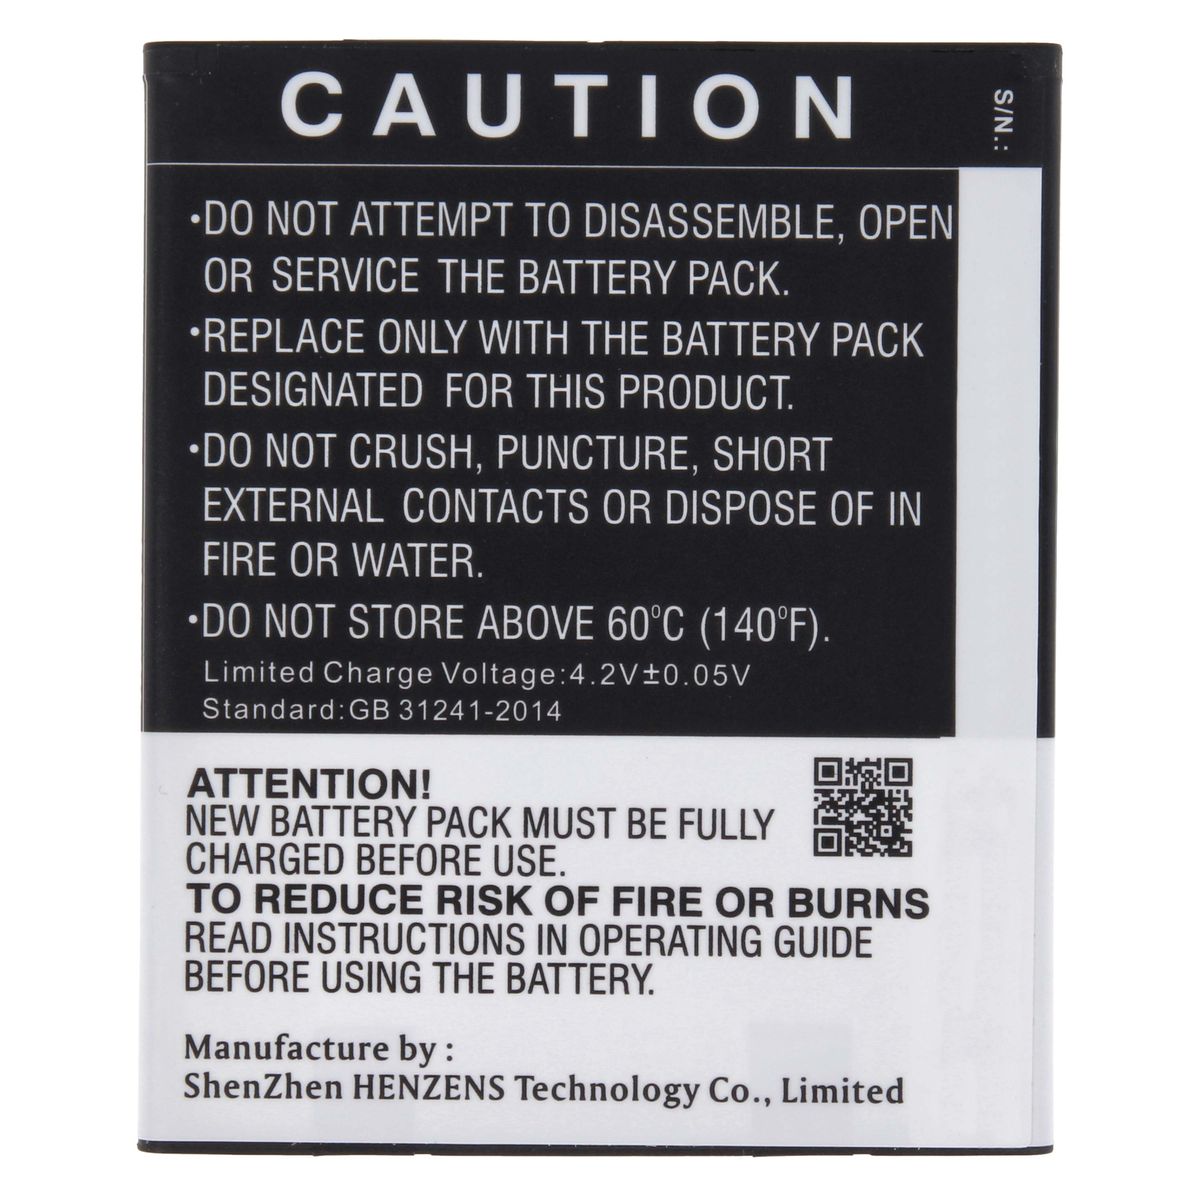 CAUTION
S/N.:
•DO NOT ATTEMPT TO DISASSEMBLE, OPEN
OR SERVICE THE BATTERY PACK.
•REPLACE ONLY WITH THE BATTERY PACK
DESIGNATED FOR THIS PRODUCT.
•DO NOT CRUSH, PUNCTURE, SHORT
EXTERNAL CONTACTS OR DISPOSE OF IN
FIRE OR WATER.
•DO NOT STORE ABOVE 60°C (140°F).
Limited Charge Voltage:4.2V±0.05V
Standard:GB 31241-2014
ATTENTION!
NEW BATTERY PACK MUST BE FULLY
CHARGED BEFORE USE.
TO REDUCE RISK OF FIRE OR BURNS
READ INSTRUCTIONS IN OPERATING GUIDE
BEFORE USING THE BATTERY.
Manufacture by :
ShenZhen HENZENS Technology Co., Limited